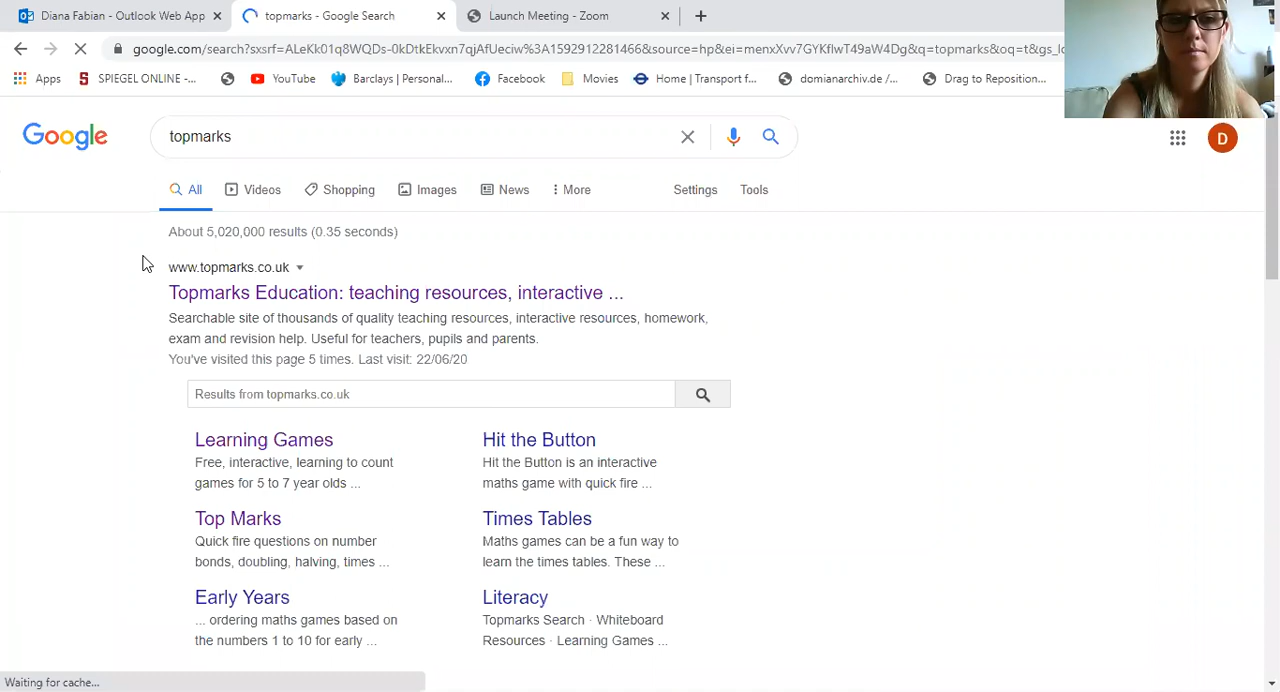 Diana Fabian - Outlook Web App
topmarks - Google Search
Launch Meeting - Zoom
google.com/search?sxsrf=ALeKk01q8WQDs-0kDtkEkvxn7qjAfUeciw%3A1592912281466&source=hp&ei=menxXvv7GYKflwT49aW4Dg&q=topmarks&oq=t&gs_l
Apps
SPIEGEL ONLINE -...
YouTube
Barclays | Personal...
Facebook
Movies
Home | Transport f...
domianarchiv.de /...
Drag to Reposition...
Google
topmarks
D
All
Videos
Shopping
Images
News
More
Settings
Tools
About 5,020,000 results (0.35 seconds)
www.topmarks.co.uk
Topmarks Education: teaching resources, interactive ...
Searchable site of thousands of quality teaching resources, interactive resources, homework,
exam and revision help. Useful for teachers, pupils and parents.
You've visited this page 5 times. Last visit: 22/06/20
Results from topmarks.co.uk
Learning Games
Free, interactive, learning to count
games for 5 to 7 year olds ...
Hit the Button
Hit the Button is an interactive
maths game with quick fire ...
Top Marks
Quick fire questions on number
bonds, doubling, halving, times ...
Times Tables
Maths games can be a fun way to
learn the times tables. These ...
Early Years
... ordering maths games based on
the numbers 1 to 10 for early ...
Literacy
Topmarks Search · Whiteboard
Resources · Learning Games ...
Waiting for cache...